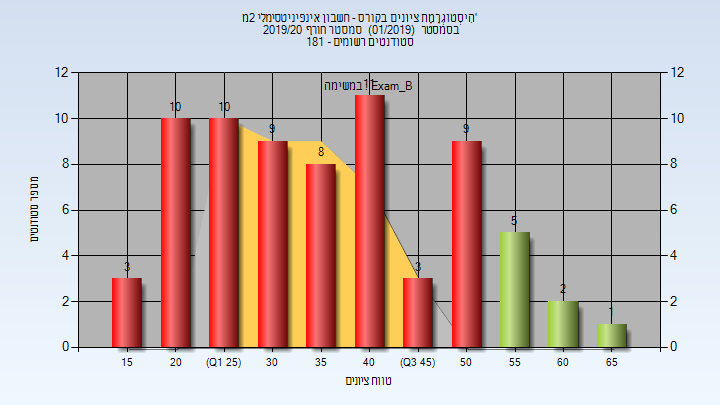 היסטוגרמת ציונים בקורס - חשבון אינפיניטסימלי 2מ'
בסמסטר (01/2019) סמסטר חורף 2019/20
סטודנטים רשומים - 181
במשימה ! Exam_B
12 10 8 6 4 2 0
מספר סטודנטים
3 10 10 9 8 11 3 9 5 2 1
12 10 8 6 4 2 0
15 20 (Q1 25) 30 35 40 (Q3 45) 50 55 60 65
טווח ציונים